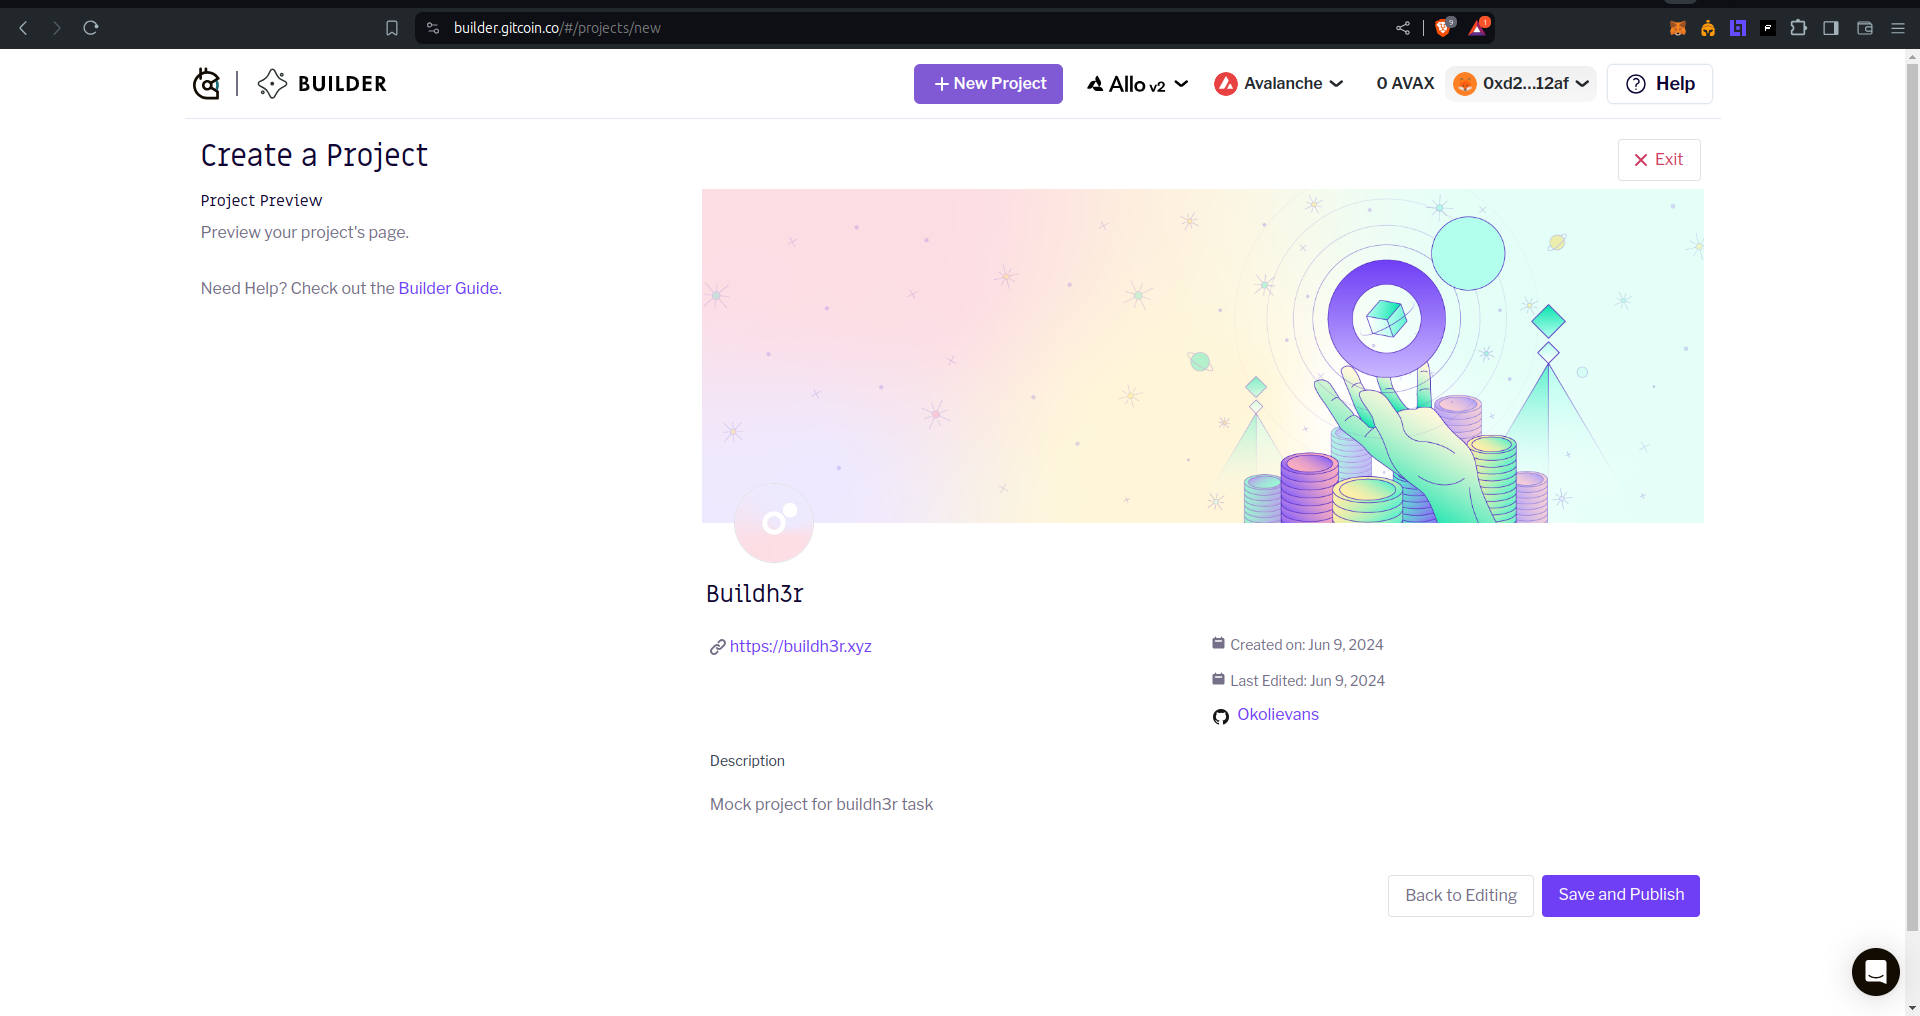 builder.gitcoin.co/#/projects/new
9
1
BUILDER
New Project
Allo v2
Avalanche
0 AVAX
0xd2...12af
Help
Create a Project
Exit
Project Preview
Preview your project's page.
Need Help? Check out the Builder Guide.
Buildh3r
https://buildh3r.xyz
Created on: Jun 9, 2024
Last Edited: Jun 9, 2024
Okolievans
Description
Mock project for buildh3r task
Back to Editing
Save and Publish